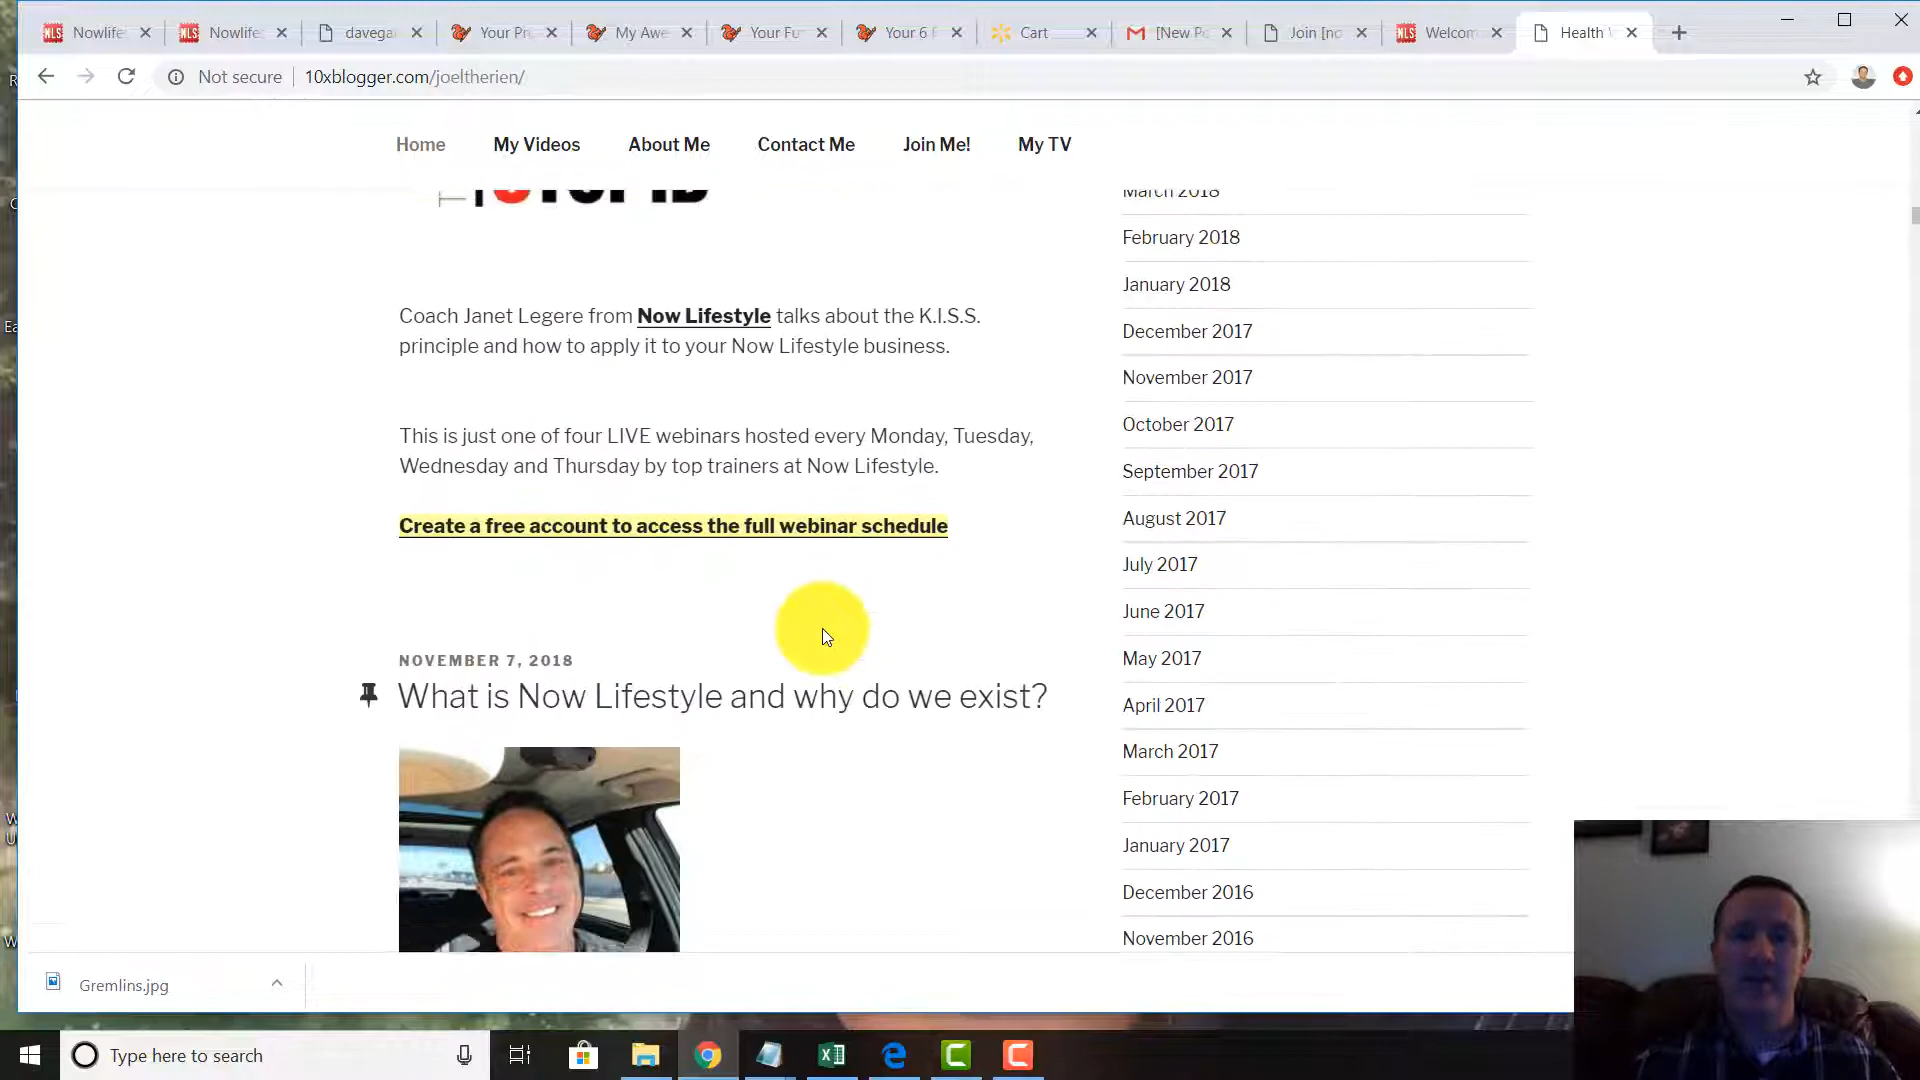 Nowlife
Nowlife
davega
Your Pr
My Awe
Your Fu
Your 6 F
Cart
[New Po
Join [no
Welcom
Health
Not secure
10xblogger.com/joeltherien/
Home
My Videos
About Me
Contact Me
Join Me!
My TV
March 2018
February 2018
January 2018
December 2017
November 2017
October 2017
September 2017
August 2017
July 2017
June 2017
May 2017
April 2017
March 2017
February 2017
January 2017
December 2016
November 2016
Coach Janet Legere from Now Lifestyle talks about the K.I.S.S.
principle and how to apply it to your Now Lifestyle business.
This is just one of four LIVE webinars hosted every Monday, Tuesday,
Wednesday and Thursday by top trainers at Now Lifestyle.
Create a free account to access the full webinar schedule
NOVEMBER 7, 2018
What is Now Lifestyle and why do we exist?
Gremlins.jpg
Type here to search